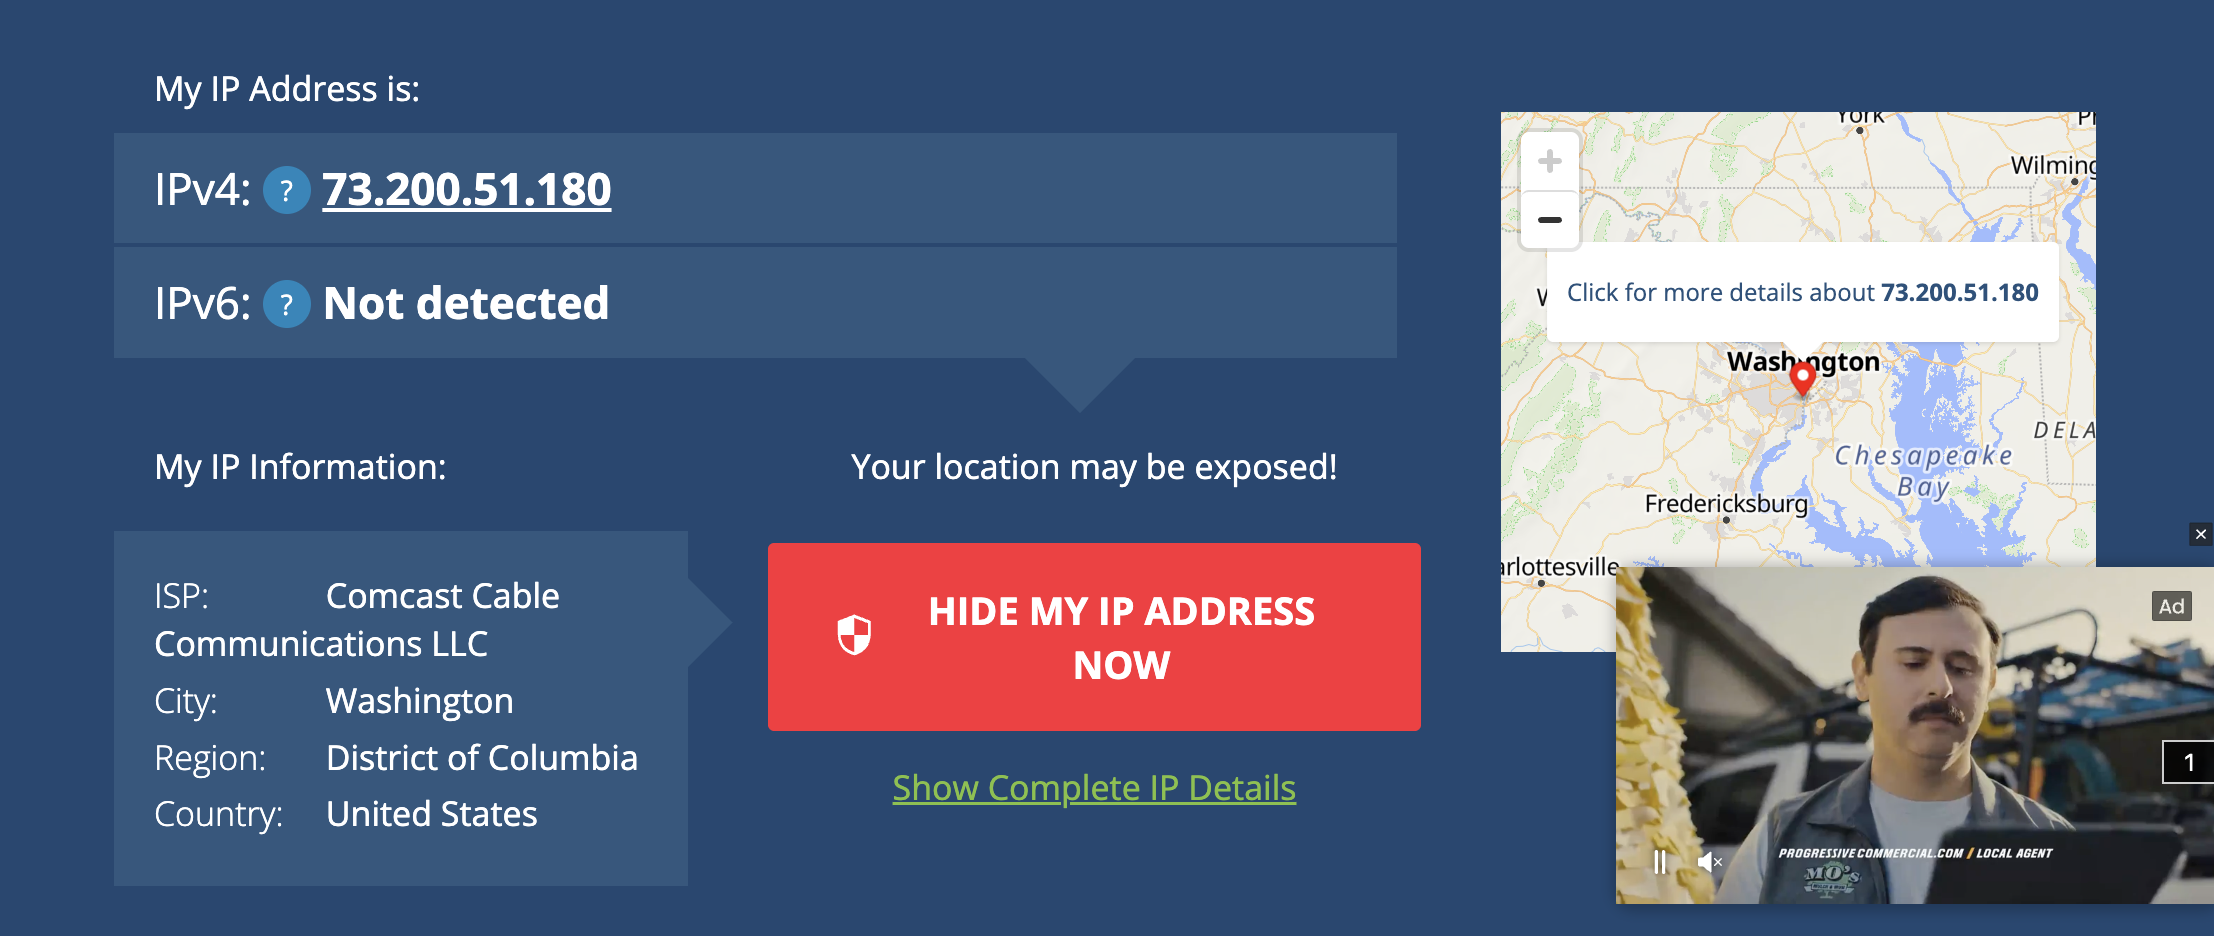 My IP Address is:
IPv4: ? 73.200.51.180
IPv6: ? Not detected
My IP Information:
ISP: Comcast Cable
Communications LLC
City: Washington
Region: District of Columbia
Country: United States
Your location may be exposed!
HIDE MY IP ADDRESS
NOW
Show Complete IP Details
York
Wilming
Click for more details about 73.200.51.180
Washington
DELA
Chesapeake
Bay
Fredericksburg
arlottesville
Ad
1
PROGRESSIVECOMMERCIAL.COM / LOCAL AGENT
MO'S